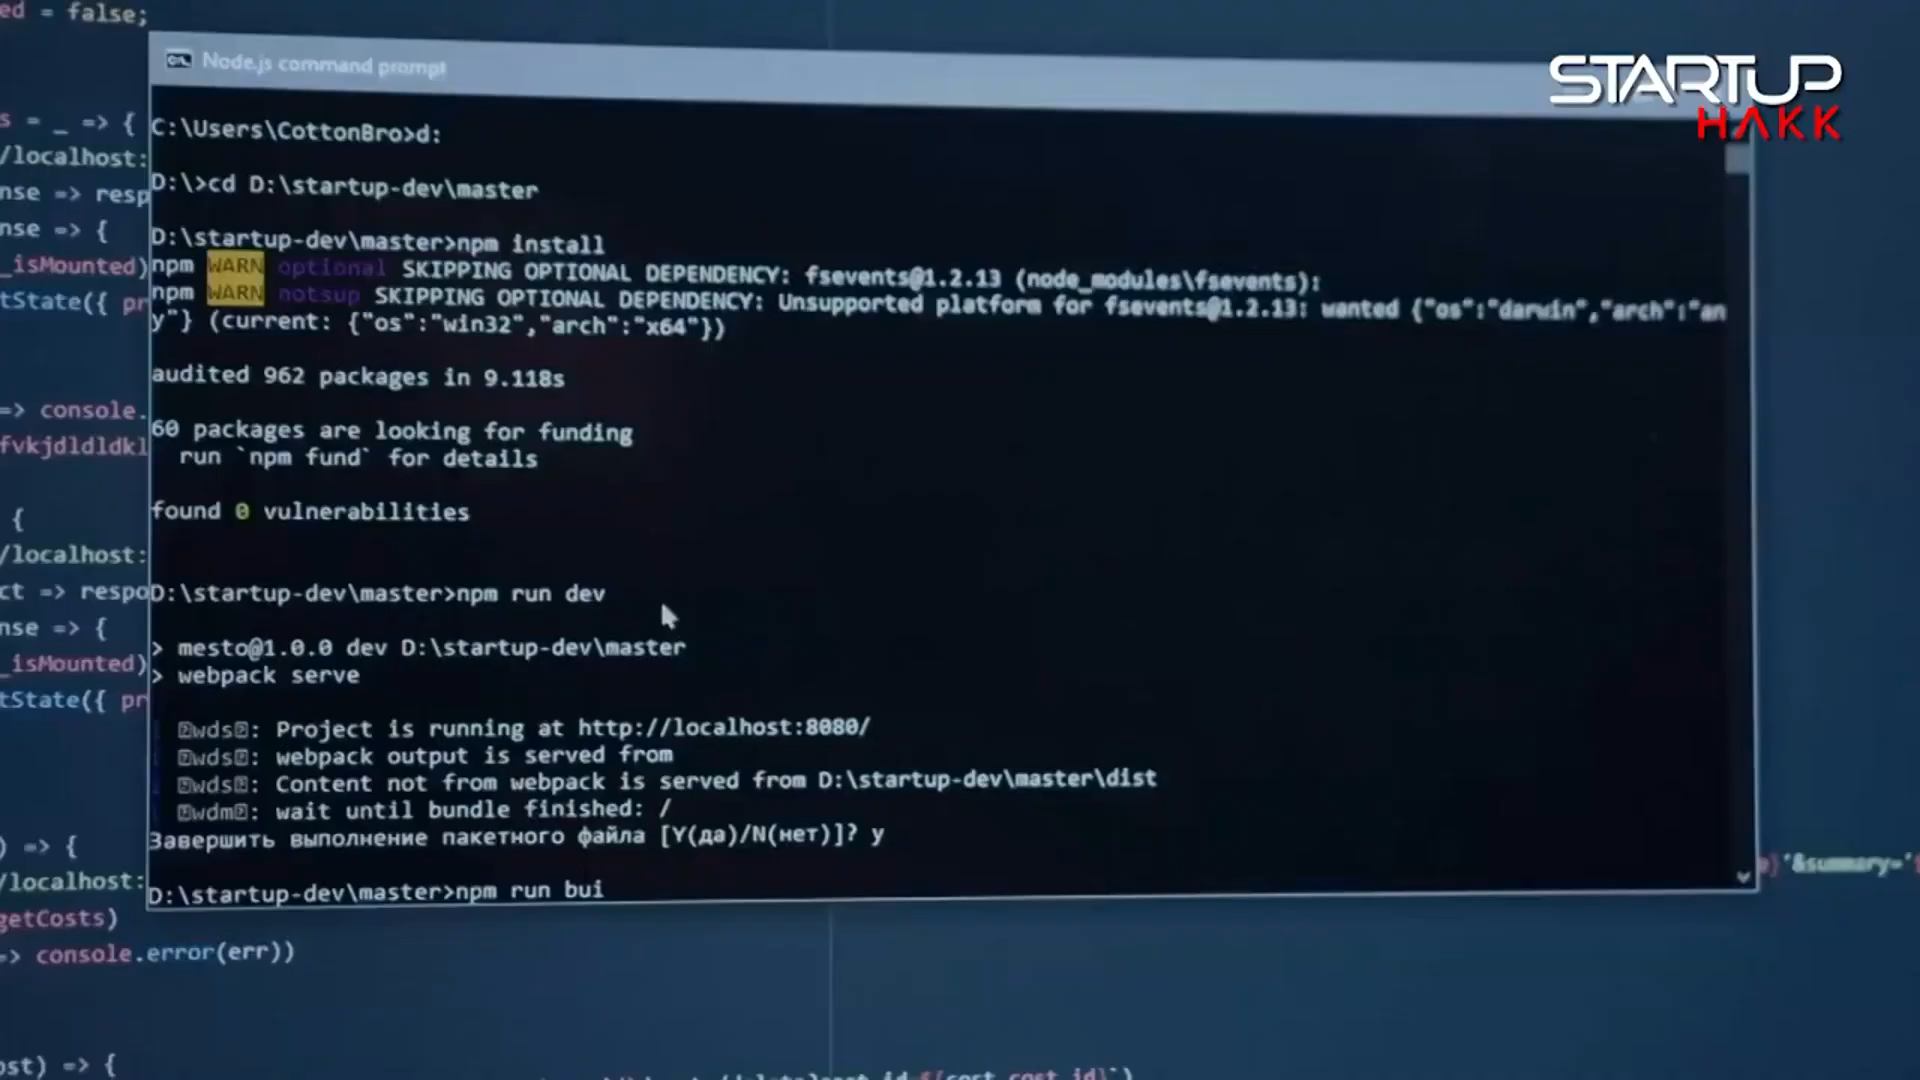 ed = false;
Node.js command prompt
STARTUP
HAKK
s = _ => {
C:\Users\CottonBro>d:
/localhost:
nse => resp
D:\>cd D:\startup-dev\master
nse => {
D:\startup-dev\master>npm install
_isMounted)
npm WARN optional SKIPPING OPTIONAL DEPENDENCY: fsevents@1.2.13 (node_modules\fsevents):
tState({ pr
npm WARN notsup SKIPPING OPTIONAL DEPENDENCY: Unsupported platform for fsevents@1.2.13: wanted {"os":"darwin","arch":"an
y"} (current: {"os":"win32","arch":"x64"})
audited 962 packages in 9.118s
=> console.
60 packages are looking for funding
fvkjdldldkl
run `npm fund` for details
found 0 vulnerabilities
{
/localhost:
ct => respo
D:\startup-dev\master>npm run dev
nse => {
> mesto@1.0.0 dev D:\startup-dev\master
_isMounted)
> webpack serve
tState({ pr
wds: Project is running at http://localhost:8080/
wds: webpack output is served from
wds: Content not from webpack is served from D:\startup-dev\master\dist
wdm: wait until bundle finished: /
) => {
Завершить выполнение пакетного файла [Y(да)/N(нет)]? y
'&summary='
/localhost:
D:\startup-dev\master>npm run bui
getCosts)
=> console.error(err))
ost) => {